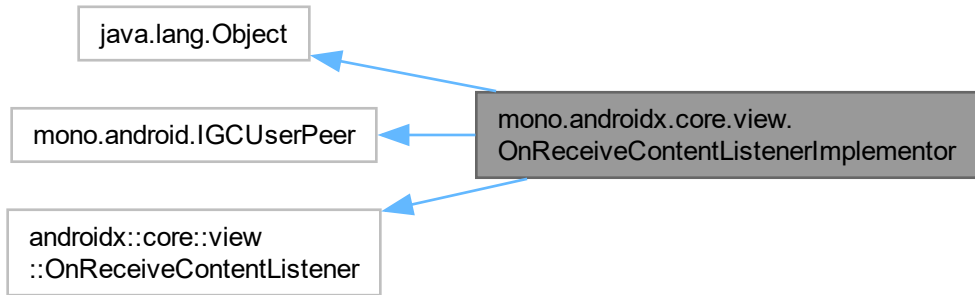 java.lang.Object
mono.android.IGCUserPeer
mono.androidx.core.view.
OnReceiveContentListenerImplementor
androidx::core::view
::OnReceiveContentListener